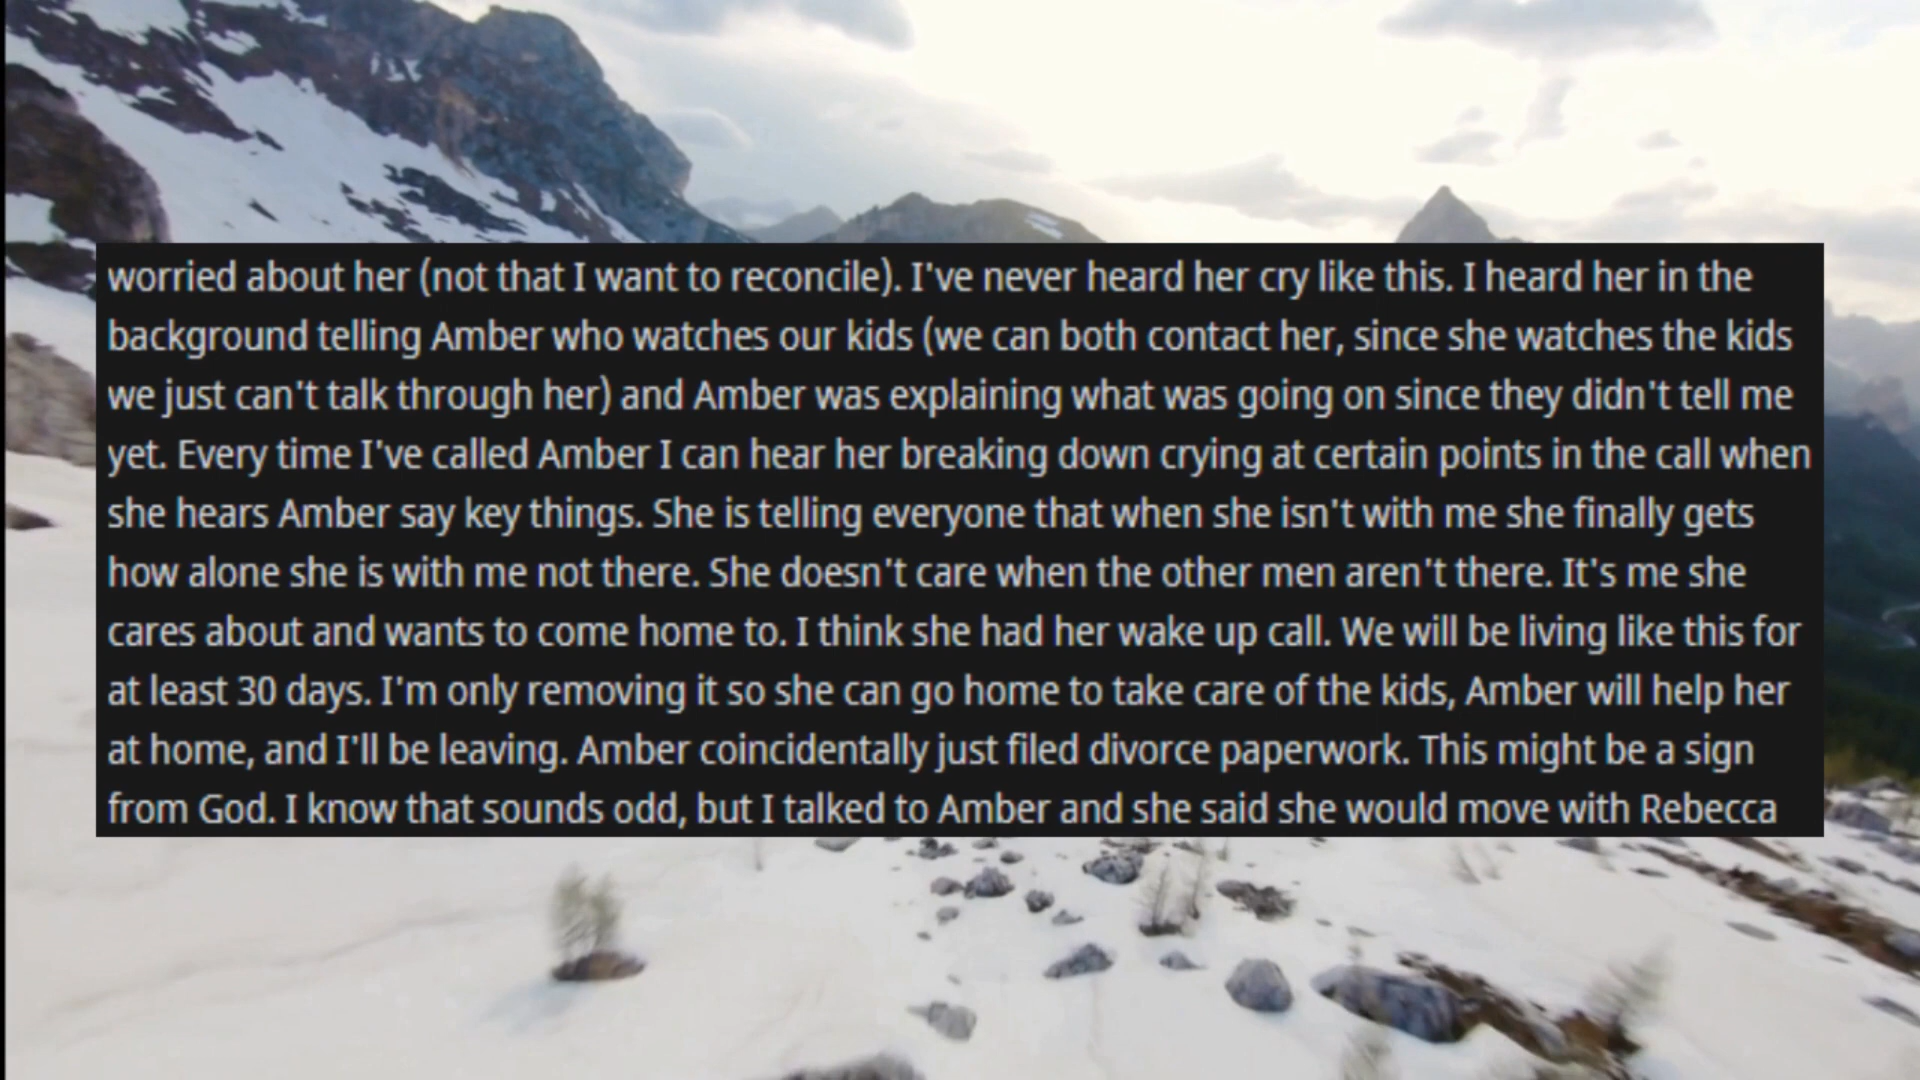 worried about her (not that I want to reconcile). I've never heard her cry like this. I heard her in the
background telling Amber who watches our kids (we can both contact her, since she watches the kids
we just can't talk through her) and Amber was explaining what was going on since they didn't tell me
yet. Every time I've called Amber I can hear her breaking down crying at certain points in the call when
she hears Amber say key things. She is telling everyone that when she isn't with me she finally gets
how alone she is with me not there. She doesn't care when the other men aren't there. It's me she
cares about and wants to come home to. I think she had her wake up call. We will be living like this for
at least 30 days. I'm only removing it so she can go home to take care of the kids, Amber will help her
at home, and I'll be leaving. Amber coincidentally just filed divorce paperwork. This might be a sign
from God. I know that sounds odd, but I talked to Amber and she said she would move with Rebecca